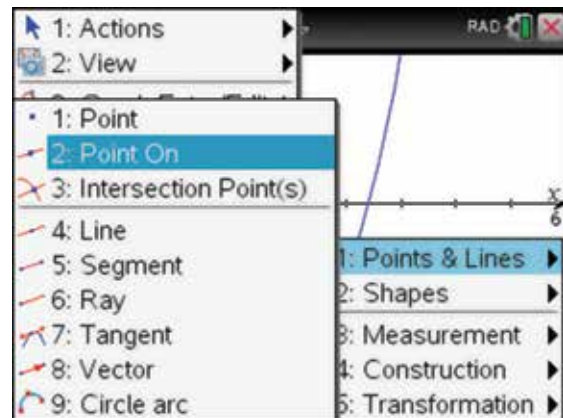 1: Actions
RAD
2: View
1: Point
2: Point On
3: Intersection Point(s)
x
6
4: Line
1: Points & Lines
5: Segment
2: Shapes
6: Ray
7: Tangent
3: Measurement
8: Vector
4: Construction
9: Circle arc
5: Transformation